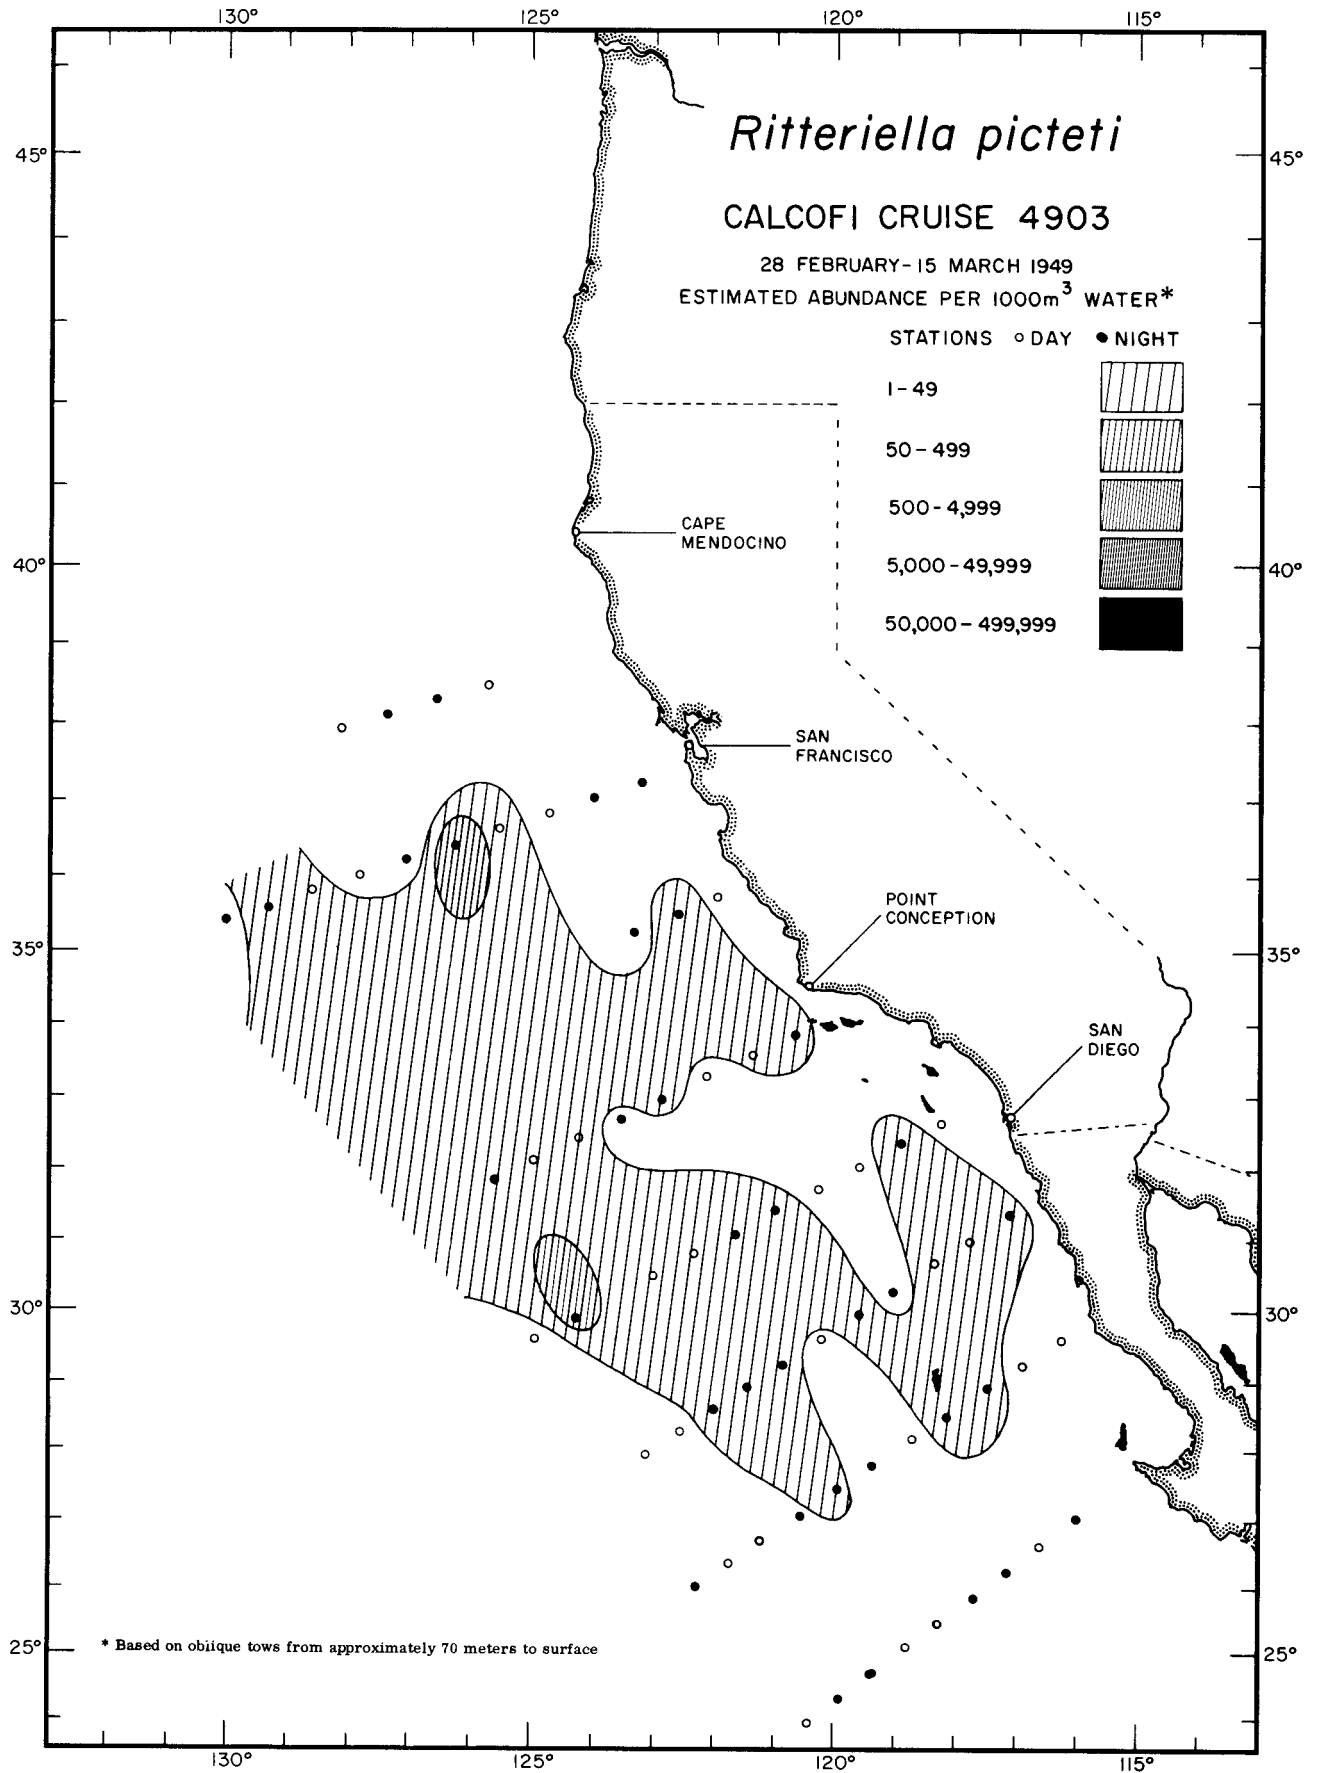 130° 125° 120° 115°
Ritteriella picteti
45° 45°
CALCOFI CRUISE 4903
28 FEBRUARY-15 MARCH 1949
ESTIMATED ABUNDANCE PER 1000m³ WATER*
STATIONS ○ DAY ● NIGHT
1-49
50-499
500-4,999
CAPE
MENDOCINO
5,000-49,999
40° 40°
50,000-499,999
SAN
FRANCISCO
POINT
CONCEPTION
35° 35°
SAN
DIEGO
30° 30°
* Based on oblique tows from approximately 70 meters to surface
25° 25°
130° 125° 120° 115°